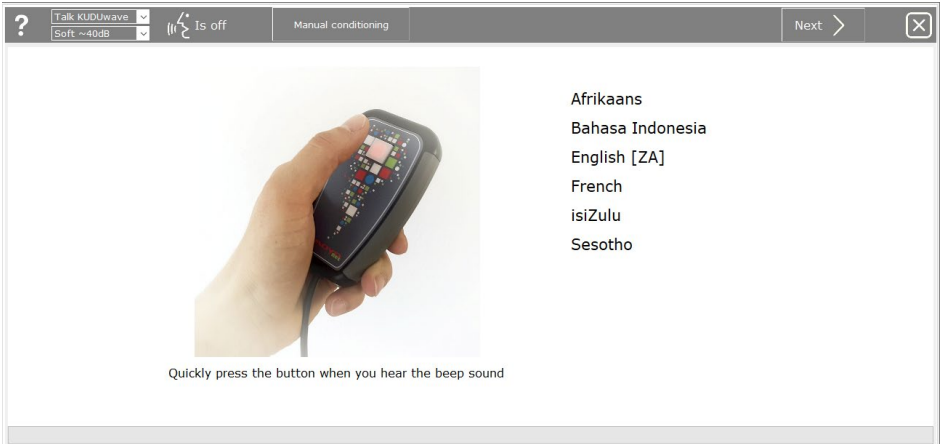 ?
Talk KUDUwave
Soft ~40dB
Is off
Manual conditioning
Next
Afrikaans
Bahasa Indonesia
English [ZA]
French
isiZulu
Sesotho
Quickly press the button when you hear the beep sound